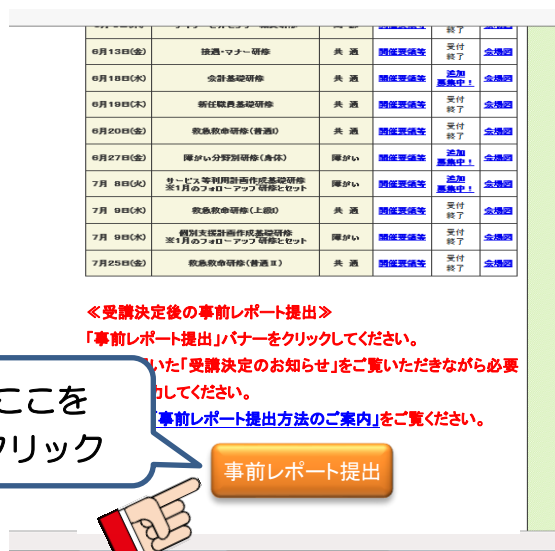 終了
6月13日(金) 接遇・マナー研修 共 通 開催要領等 受付終了 会場図
6月18日(水) 会計基礎研修 共 通 開催要領等 追加募集中！ 会場図
6月19日(木) 新任職員基礎研修 共 通 開催要領等 受付終了 会場図
6月20日(金) 救急救命研修(普通Ⅰ) 共 通 開催要領等 受付終了 会場図
6月27日(金) 障がい分野別研修(身体) 障がい 開催要領等 追加募集中！ 会場図
7月 8日(火) サービス等利用計画作成基礎研修 ※1月のフォローアップ研修とセット 障がい 開催要領等 追加募集中！ 会場図
7月 9日(水) 救急救命研修(上級Ⅰ) 共 通 開催要領等 受付終了 会場図
7月 9日(水) 個別支援計画作成基礎研修 ※1月のフォローアップ研修とセット 障がい 開催要領等 受付終了 会場図
7月25日(金) 救急救命研修(普通Ⅱ) 共 通 開催要領等 受付終了 会場図
≪受講決定後の事前レポート提出≫
「事前レポート提出」バナーをクリックしてください。
いた「受講決定のお知らせ」をご覧いただきながら必要
力してください。
「事前レポート提出方法のご案内」をご覧ください。
ここを
クリック
事前レポート提出